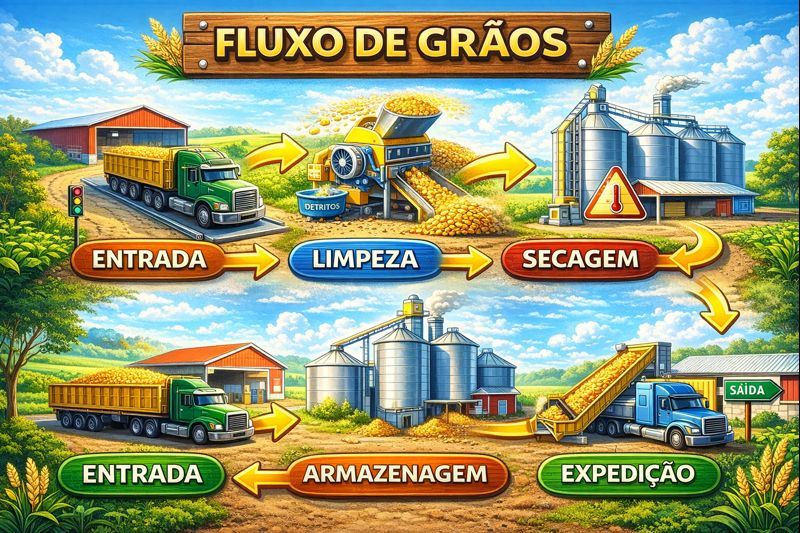 FLUXO DE GRÃOS
DETRITOS
ENTRADA
LIMPEZA
SECAGEM
SAÍDA
ENTRADA
ARMAZENAGEM
EXPEDIÇÃO